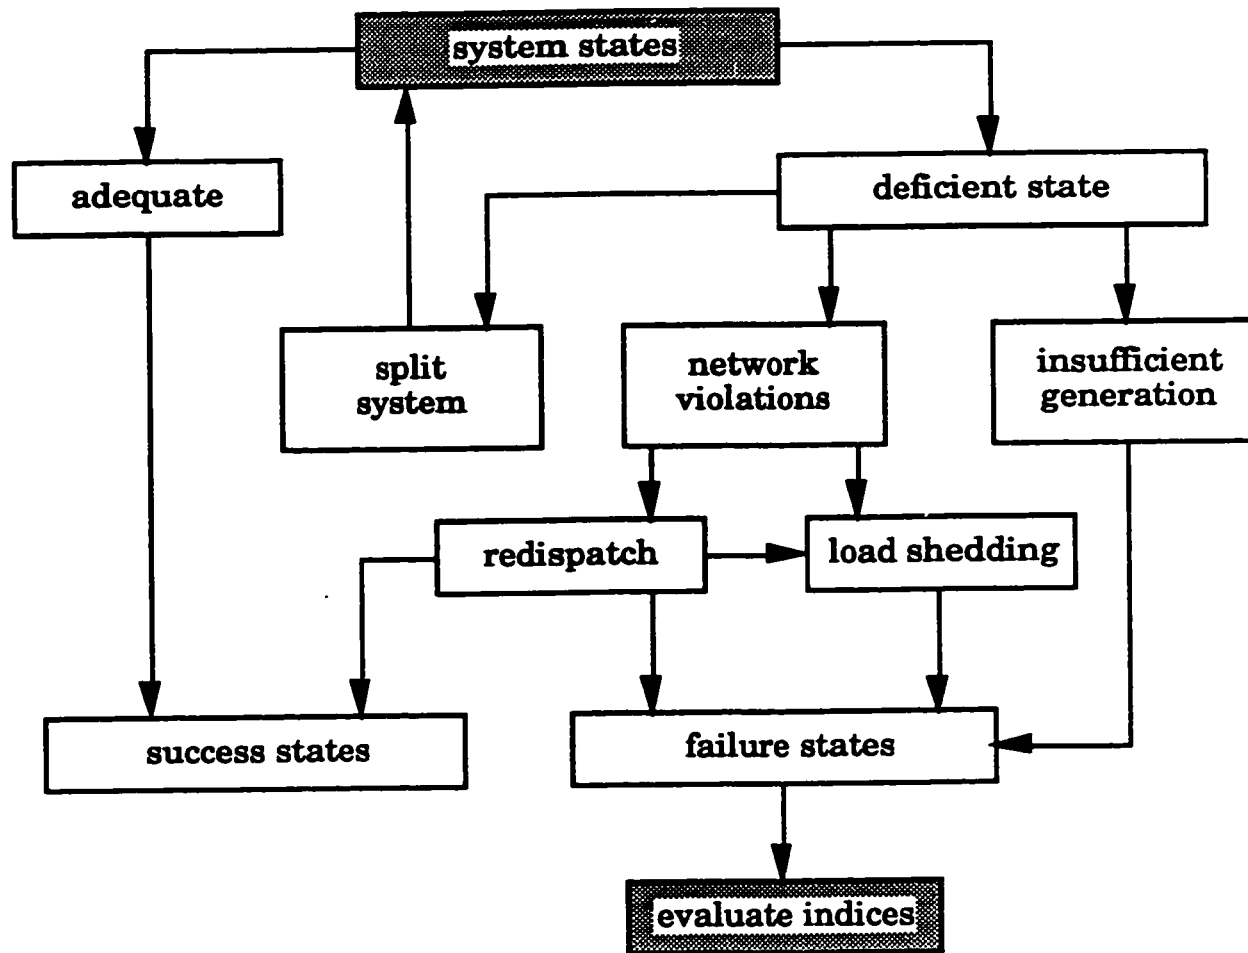 system states
adequate
deficient state
split
system
network
violations
insufficient
generation
redispatch
load shedding
success states
failure states
evaluate indices